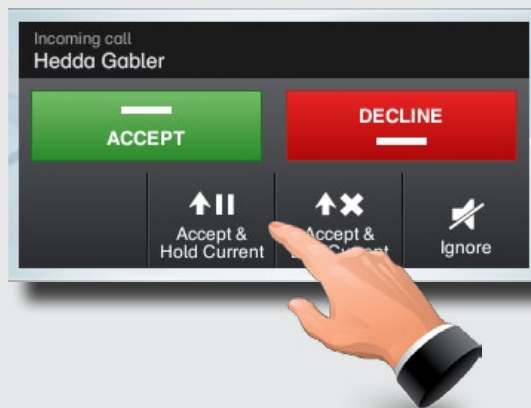 Incoming call
Hedda Gabler
ACCEPT
DECLINE
Accept &
Hold Current
Accept &
Ignore